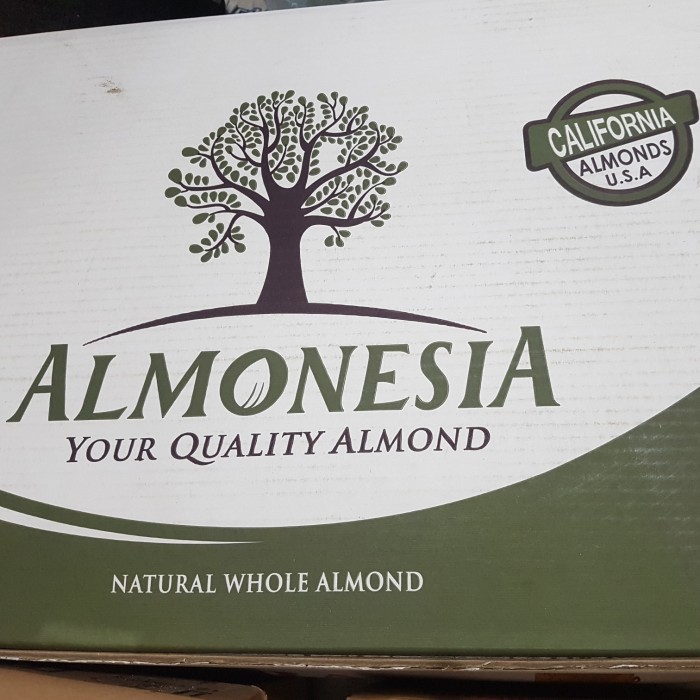 CALIFORNIA
ALMONDS
U.S.A
ALMONESIA
YOUR QUALITY ALMOND
NATURAL WHOLE ALMOND